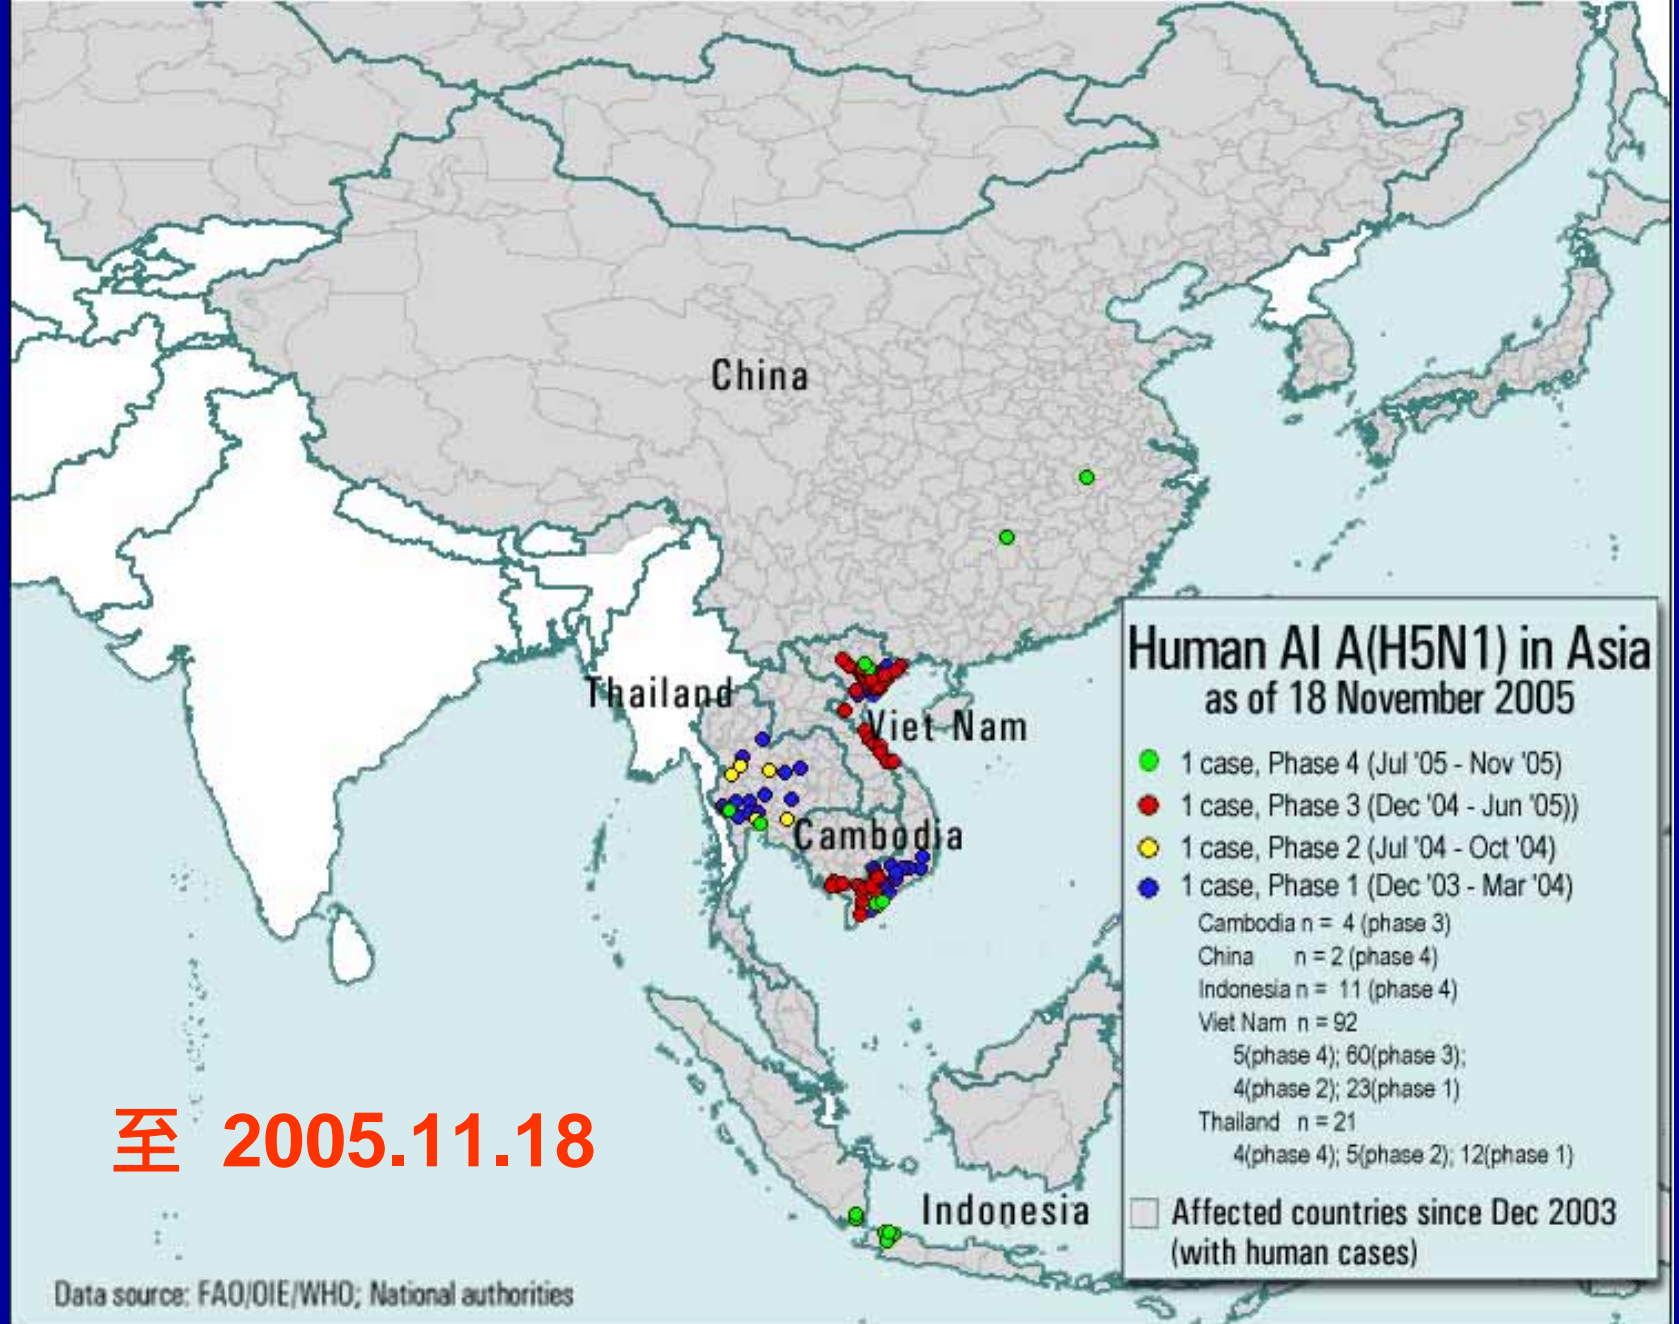 China
Thailand
Viet Nam
Cambodia
Indonesia
Human AI A(H5N1) in Asia
as of 18 November 2005
1 case, Phase 4 (Jul '05 - Nov '05)
1 case, Phase 3 (Dec '04 - Jun '05))
1 case, Phase 2 (Jul '04 - Oct '04)
1 case, Phase 1 (Dec '03 - Mar '04)
Cambodia n = 4 (phase 3)
China n = 2 (phase 4)
Indonesia n = 11 (phase 4)
Viet Nam n = 92
5(phase 4); 60(phase 3);
4(phase 2); 23(phase 1)
Thailand n = 21
4(phase 4); 5(phase 2); 12(phase 1)
Affected countries since Dec 2003
(with human cases)
至 2005.11.18
Data source: FAO/OIE/WHO; National authorities